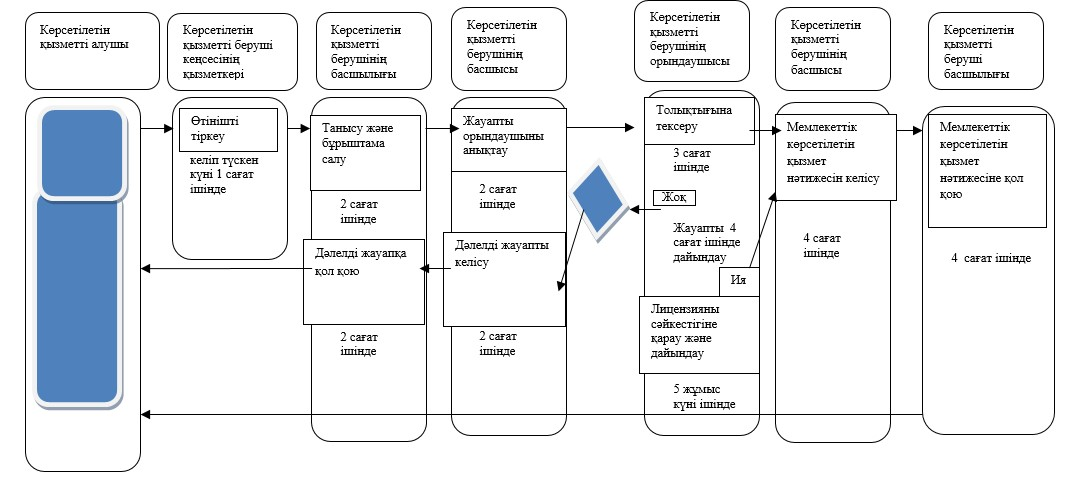 Көрсетілетін
қызметті алушы
Көрсетілетін
қызметті беруші
кеңсесінің
қызметкері
Көрсетілетін
қызметті
берушінің
басшылығы
Көрсетілетін
қызметті
берушінің
басшысы
Көрсетілетін
қызметті
берушінің
орындаушысы
Көрсетілетін
қызметті
берушінің
басшысы
Көрсетілетін
қызметті
беруші
басшылығы
Өтінішті
тіркеу
келіп түскен
күні 1 сағат
ішінде
Танысу және
бұрыштама
салу
2 сағат
ішінде
Дәлелді жауапқа
қол қою
2 сағат
ішінде
Жауапты
орындаушыны
анықтау
2 сағат
ішінде
Дәлелді жауапты
келісу
2 сағат
ішінде
Толықтығына
тексеру
3 сағат
ішінде
Жоқ
Жауапты 4
сағат ішінде
дайындау
Ия
Лицензияны
сәйкестігіне
қарау және
дайындау
5 жұмыс
күні ішінде
Мемлекеттік
көрсетілетін
қызмет
нәтижесін келісу
4 сағат
ішінде
Мемлекеттік
көрсетілетін
қызмет
нәтижесіне қол
қою
4 сағат ішінде